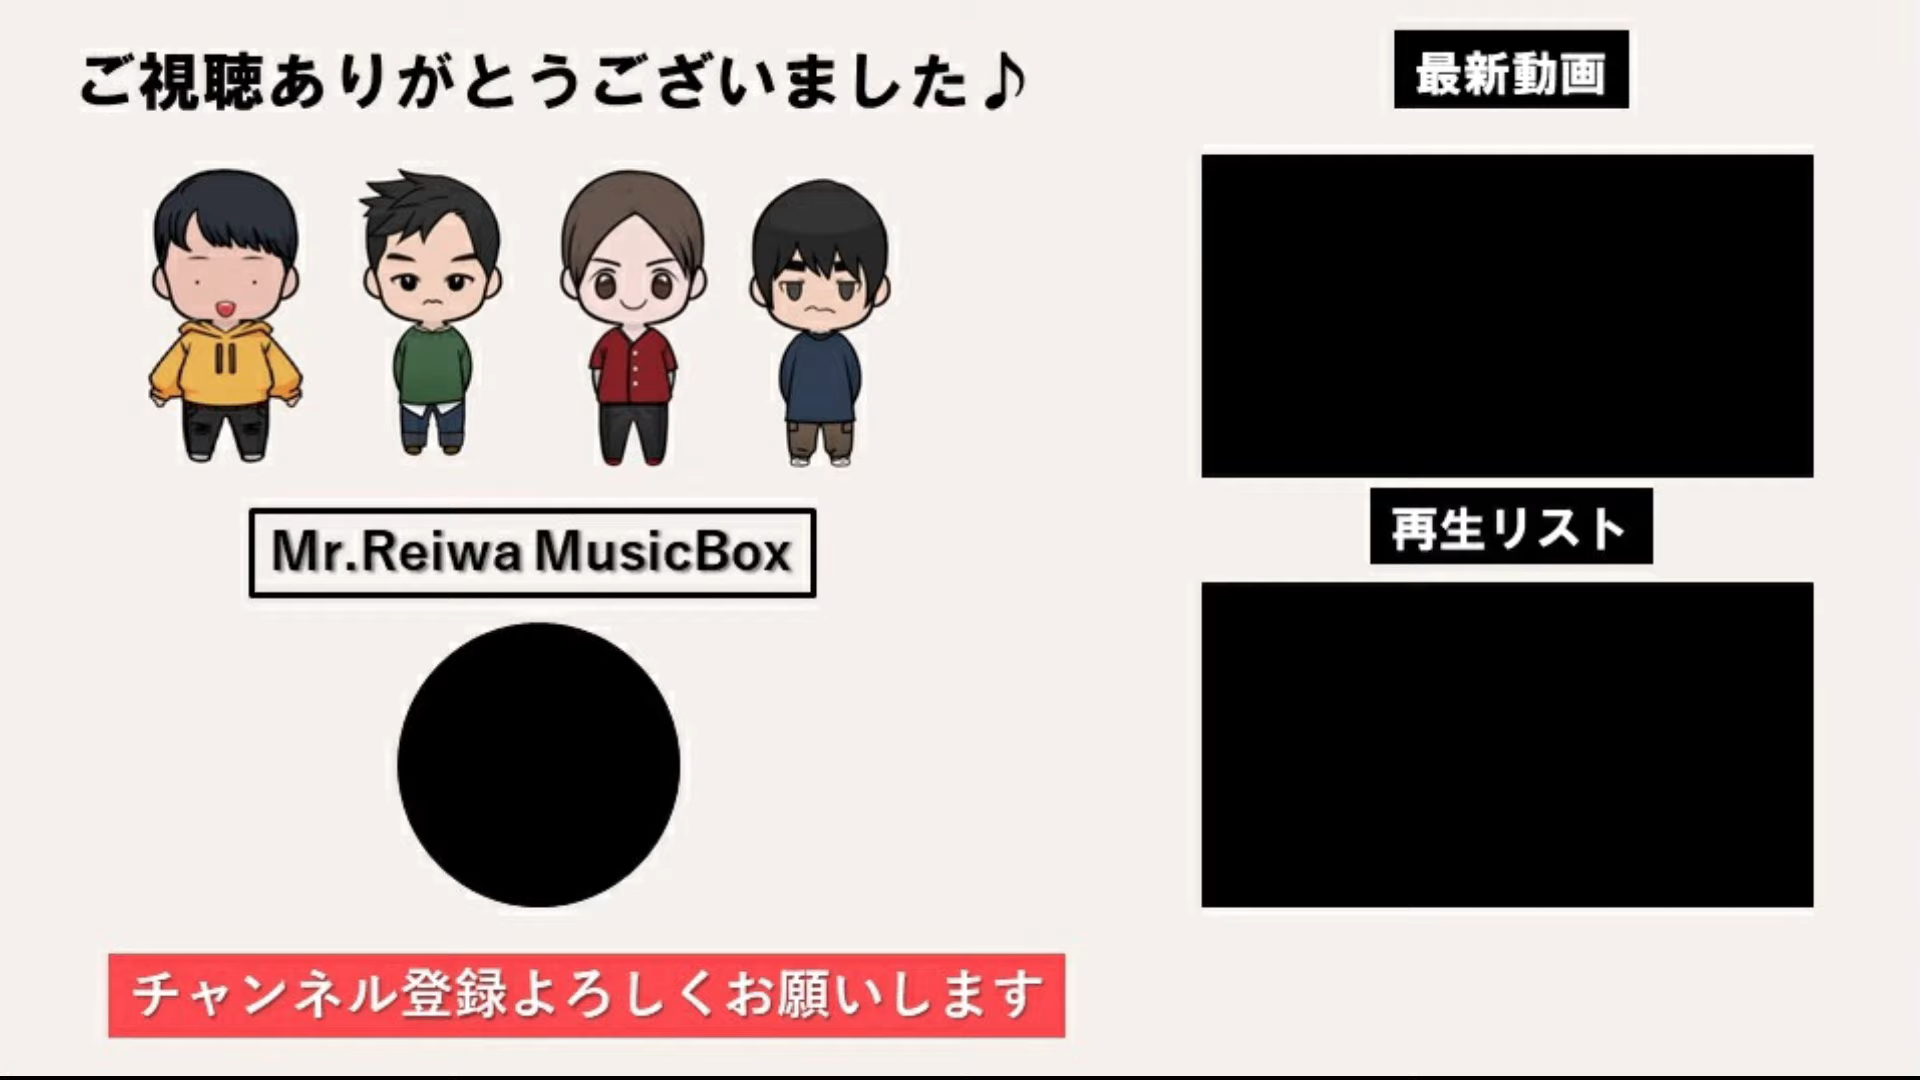 ご視聴ありがとうございました♪
Mr.Reiwa MusicBox
チャンネル登録よろしくお願いします
最新動画
再生リスト